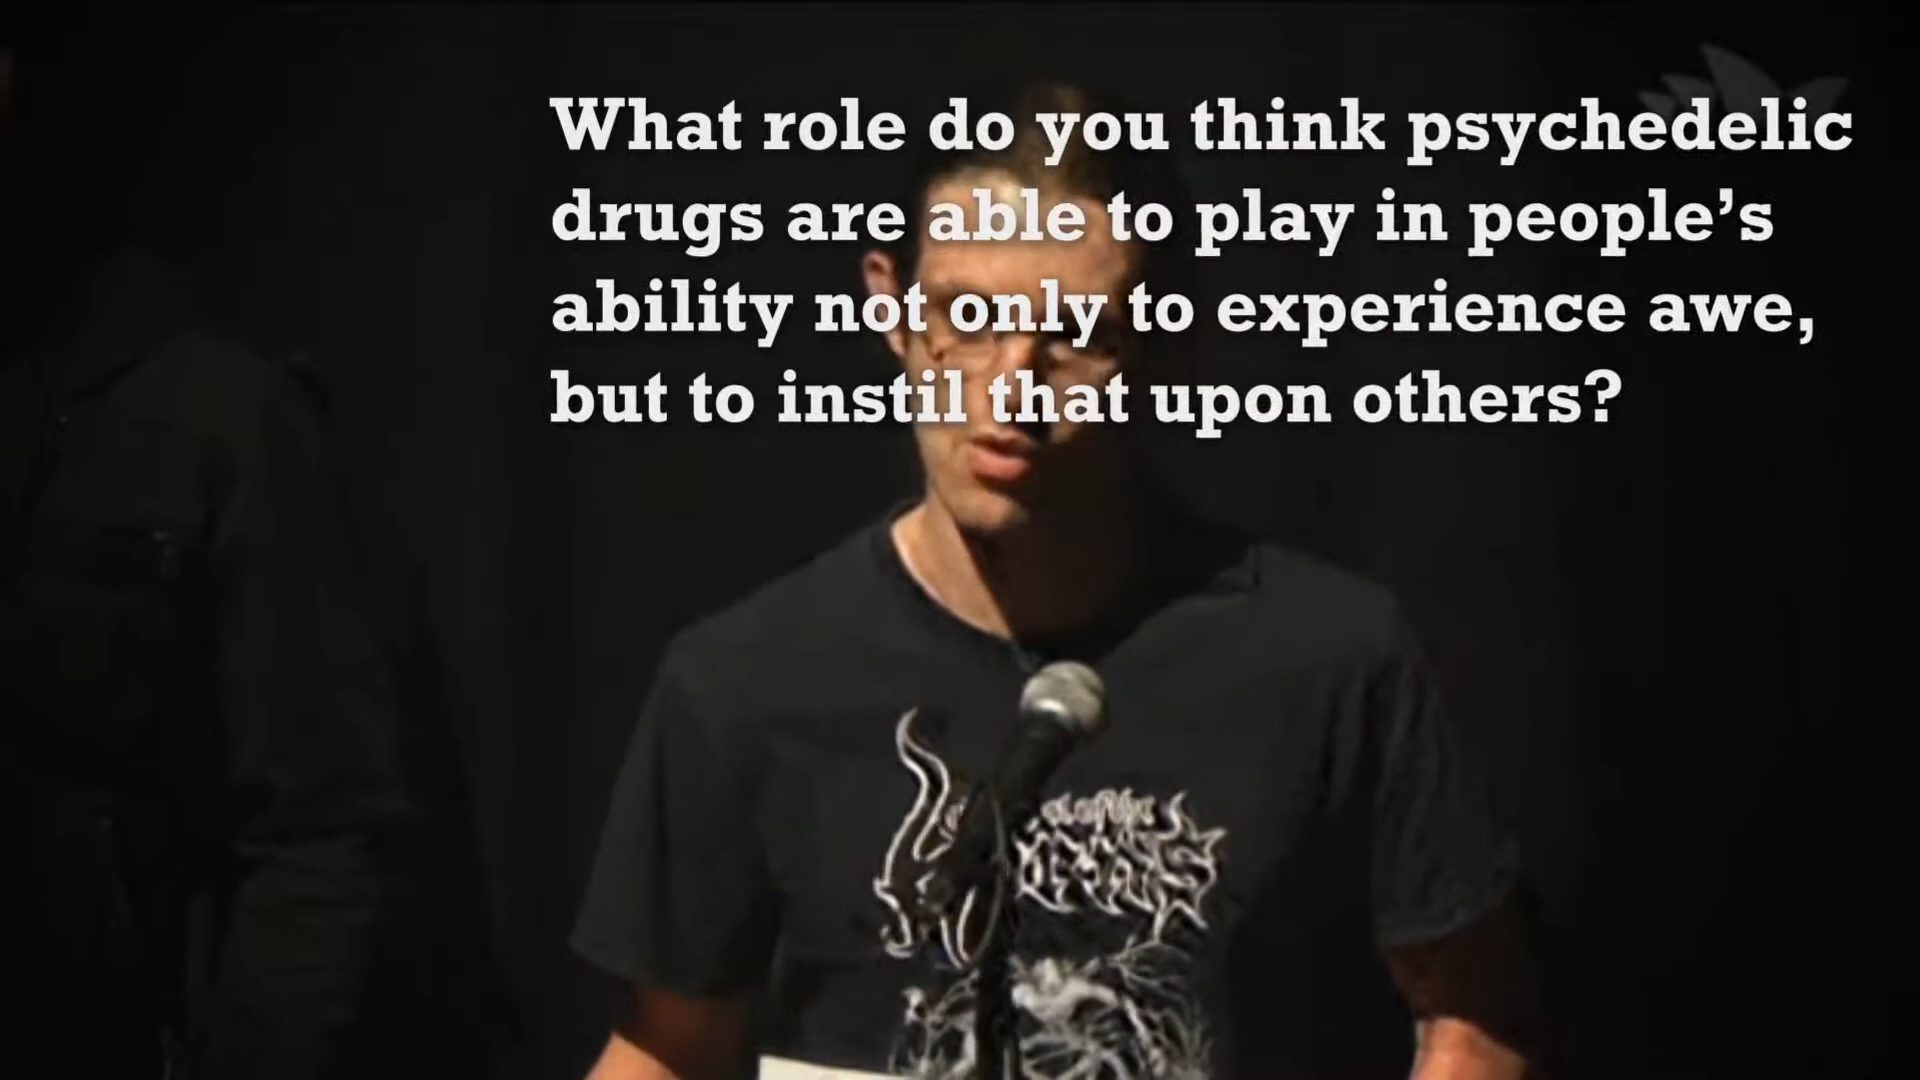 What role do you think psychedelic
drugs are able to play in people’s
ability not only to experience awe,
but to instil that upon others?